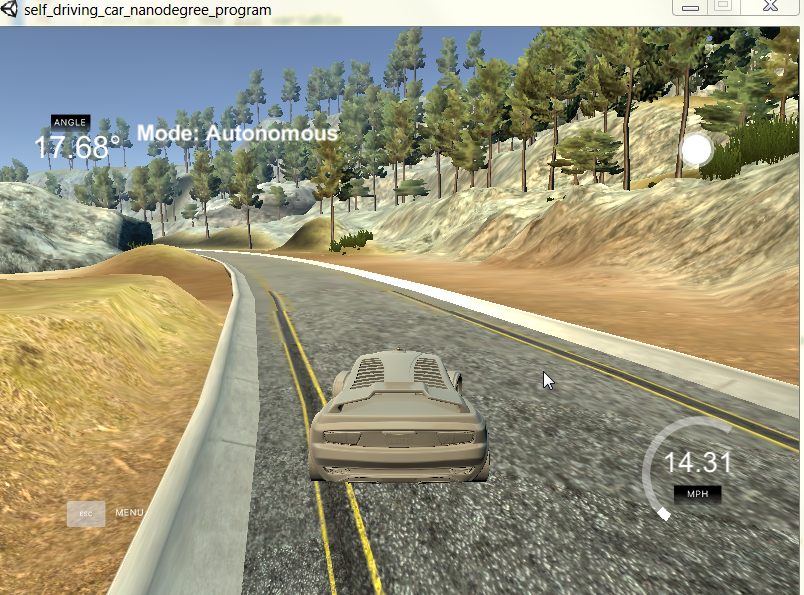 self_driving_car_nanodegree_program
ANGLE
17.68°
Mode: Autonomous
14.31
MPH
ESC
MENU